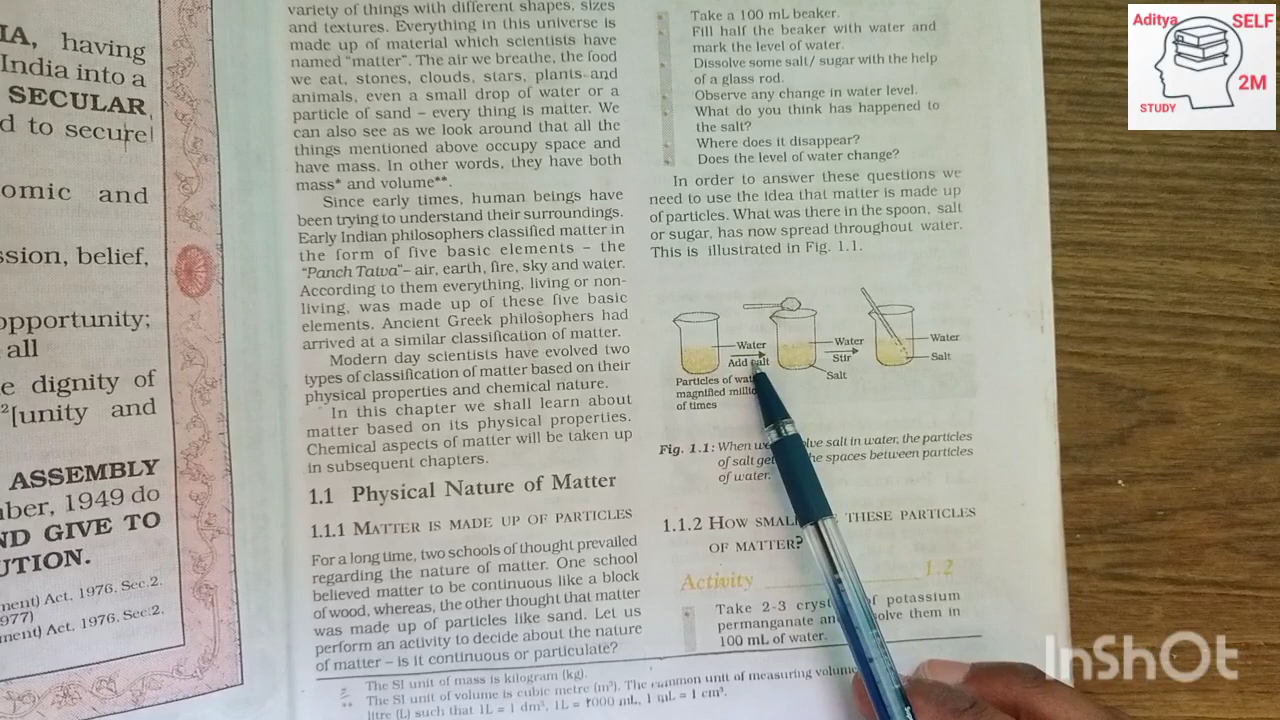 IA, having
India into a
SECULAR
d to secure
omic and
ssion, belief,
opportunity;
all
e dignity of
²[unity and
ASSEMBLY
mber, 1949 do
ND GIVE TO
UTION.
ment) Act. 1976. Sec.2.
977)
ment) Act. 1976. Sec.2.
variety of things with different shapes, sizes
and textures. Everything in this universe is
made up of material which scientists have
named “matter”. The air we breathe, the food
we eat, stones, clouds, stars, plants and
animals, even a small drop of water or a
particle of sand – every thing is matter. We
can also see as we look around that all the
things mentioned above occupy space and
have mass. In other words, they have both
mass* and volume**.
Since early times, human beings have
been trying to understand their surroundings.
Early Indian philosophers classified matter in
the form of five basic elements – the
“Panch Tatva”– air, earth, fire, sky and water.
According to them everything, living or non-
living, was made up of these five basic
elements. Ancient Greek philosophers had
arrived at a similar classification of matter.
Modern day scientists have evolved two
types of classification of matter based on their
physical properties and chemical nature.
In this chapter we shall learn about
matter based on its physical properties.
Chemical aspects of matter will be taken up
in subsequent chapters.
1.1 Physical Nature of Matter
1.1.1 MATTER IS MADE UP OF PARTICLES
For a long time, two schools of thought prevailed
regarding the nature of matter. One school
believed matter to be continuous like a block
of wood, whereas, the other thought that matter
was made up of particles like sand. Let us
perform an activity to decide about the nature
of matter – is it continuous or particulate?
The SI unit of mass is kilogram (kg).
** The SI unit of volume is cubic metre (m³). The common unit of measuring volume
litre (L) such that 1L = 1 dm³, 1L = 1000 mL, 1 mL = 1 cm³.
Take a 100 mL beaker.
Fill half the beaker with water and
mark the level of water.
Dissolve some salt/ sugar with the help
of a glass rod.
Observe any change in water level.
What do you think has happened to
the salt?
Where does it disappear?
Does the level of water change?
In order to answer these questions we
need to use the idea that matter is made up
of particles. What was there in the spoon, salt
or sugar, has now spread throughout water.
This is illustrated in Fig. 1.1.
Water
Add salt
Water
Stir
Salt
Water
Salt
Particles of wat
magnified millio
of times
Fig. 1.1: When we lve salt in water, the particles
of salt get he spaces between particles
of water.
1.1.2 HOW SMAL THESE PARTICLES
OF MATTER?
Activity 1.2
Take 2-3 cryst of potassium
permanganate an olve them in
100 mL of water.
Aditya SELF
2M
STUDY
InShOt